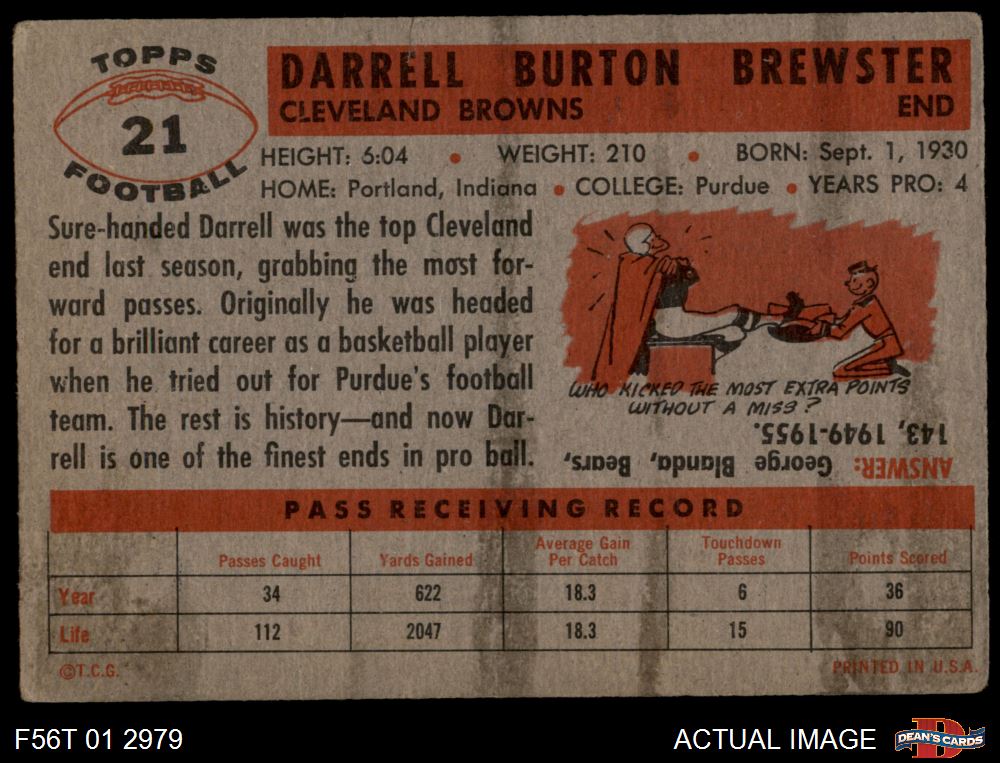 TOPPS
21
FOOTBALL
DARRELL BURTON BREWSTER
CLEVELAND BROWNS END
HEIGHT: 6:04 • WEIGHT: 210 • BORN: Sept. 1, 1930
HOME: Portland, Indiana • COLLEGE: Purdue • YEARS PRO: 4
Sure-handed Darrell was the top Cleveland
end last season, grabbing the most for-
ward passes. Originally he was headed
for a brilliant career as a basketball player
when he tried out for Purdue's football
team. The rest is history—and now Dar-
rell is one of the finest ends in pro ball.
WHO KICKED THE MOST EXTRA POINTS
WITHOUT A MISS?
ANSWER: George Blanda, Bears,
143, 1949-1955.
PASS RECEIVING RECORD
Passes Caught Yards Gained Average Gain Per Catch Touchdown Passes Points Scored
Year 34 622 18.3 6 36
Life 112 2047 18.3 15 90
©T.C.G. PRINTED IN U.S.A.
F56T 01 2979 ACTUAL IMAGE DEAN'S CARDS